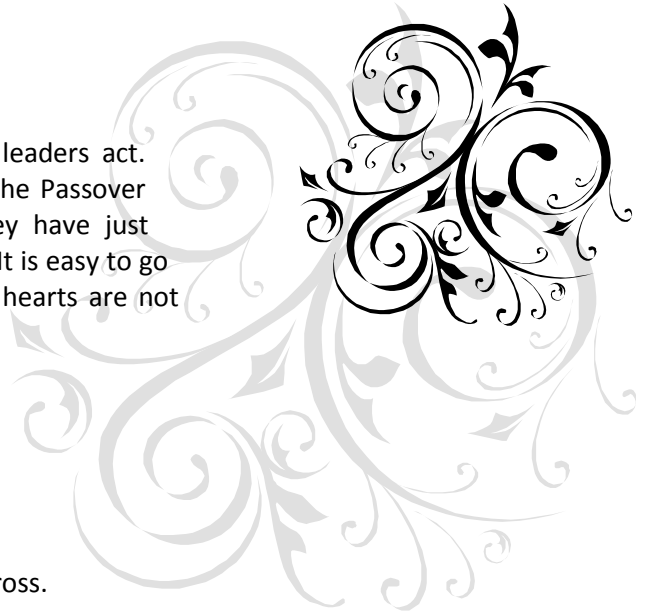 leaders act.
he Passover
ey have just
It is easy to go
hearts are not
ross.